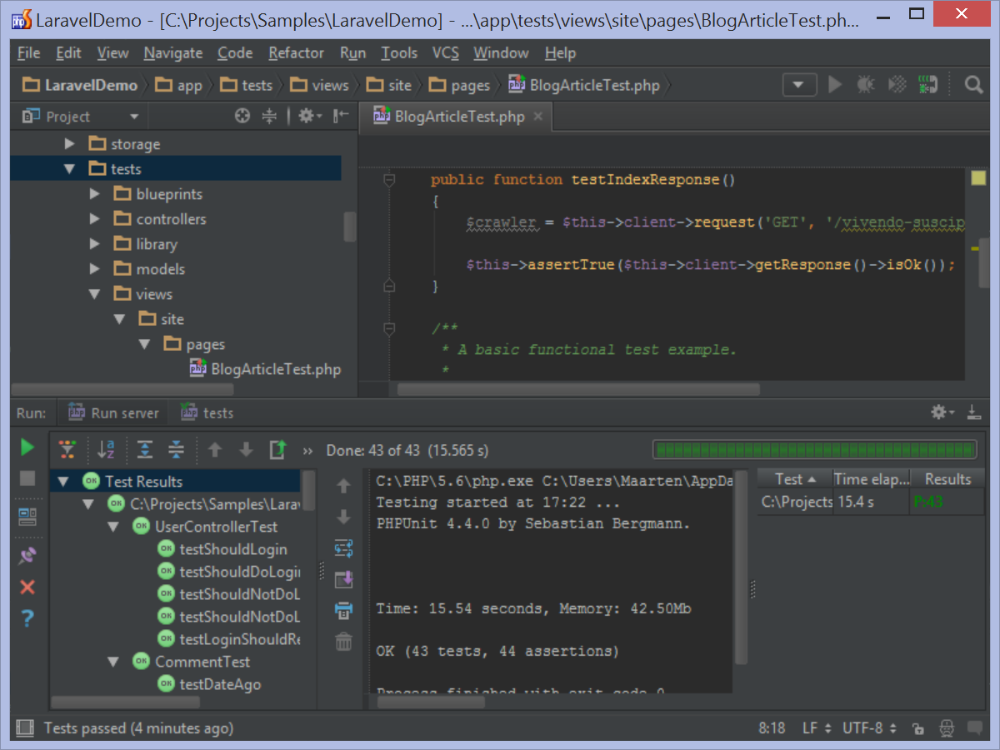 LaravelDemo - [C:\Projects\Samples\LaravelDemo] - ...\app\tests\views\site\pages\BlogArticleTest.ph...
File Edit View Navigate Code Refactor Run Tools VCS Window Help
LaravelDemo app tests views site pages BlogArticleTest.php
Project
BlogArticleTest.php
storage
tests
blueprints
controllers
library
models
views
site
pages
BlogArticleTest.php
public function testIndexResponse()
{
$crawler = $this->client->request('GET', '/vivendo-suscip
$this->assertTrue($this->client->getResponse()->isOk());
}
/**
* A basic functional test example.
*
Run: Run server tests
Done: 43 of 43 (15.565 s)
Test Results
C:\Projects\Samples\Larav
UserControllerTest
testShouldLogin
testShouldDoLogin
testShouldNotDoL
testShouldNotDoL
testLoginShouldRe
CommentTest
testDateAgo
C:\PHP\5.6\php.exe C:\Users\Maarten\AppDa
Testing started at 17:22 ...
PHPUnit 4.4.0 by Sebastian Bergmann.
Time: 15.54 seconds, Memory: 42.50Mb
OK (43 tests, 44 assertions)
Process finished with exit code 0
Test Time elap... Results
C:\Projects 15.4 s P:43
Tests passed (4 minutes ago)
8:18 LF UTF-8